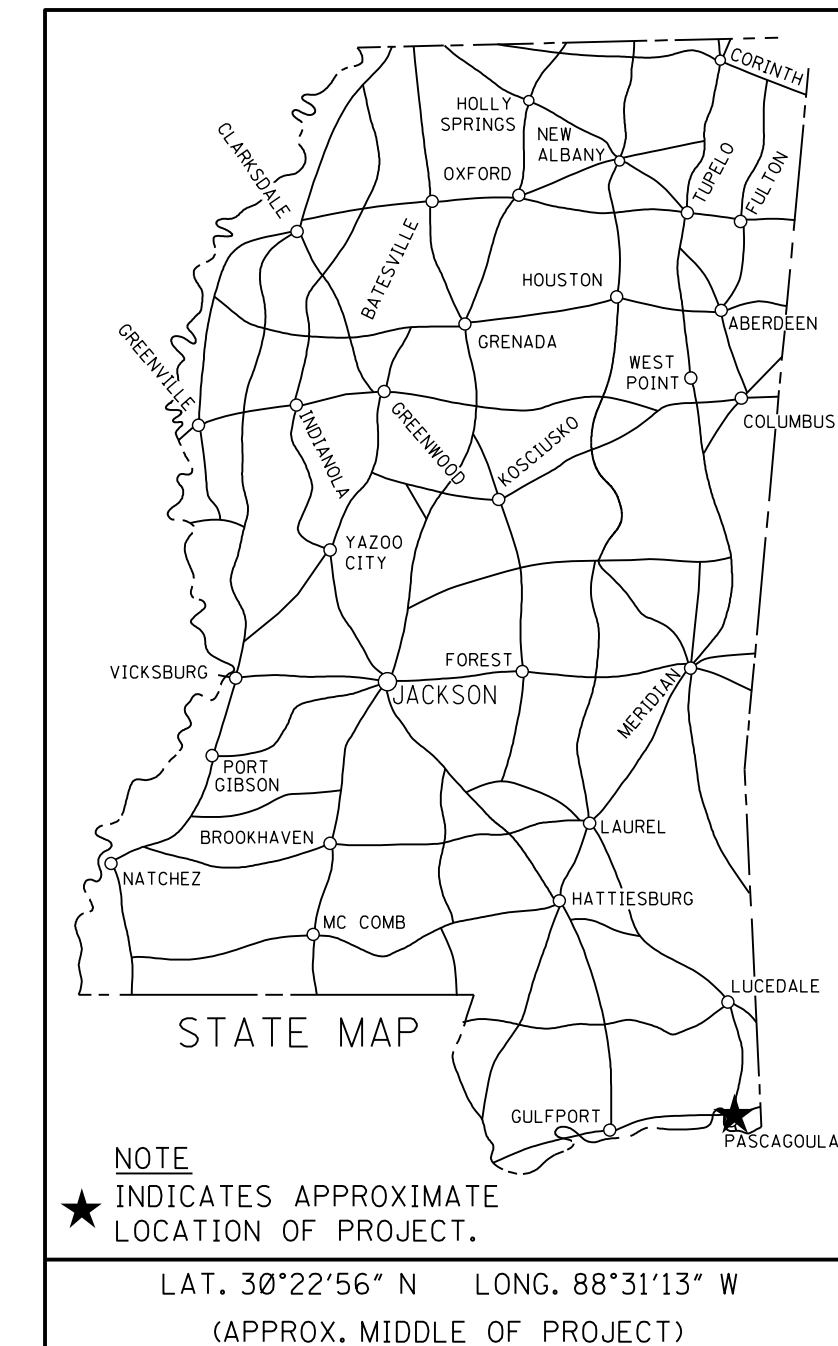 CORINTH
HOLLY
SPRINGS
NEW
ALBANY
CLARKSDALE
OXFORD
TUPELO
FULTON
BATESVILLE
HOUSTON
GREENVILLE
GRENADA
ABERDEEN
WEST
POINT
COLUMBUS
INDIANOLA
GREENWOOD
KOSCIUSKO
YAZOO
CITY
VICKSBURG
FOREST
JACKSON
MERIDIAN
PORT
GIBSON
BROOKHAVEN
LAUREL
NATCHEZ
HATTIESBURG
MC COMB
LUCEDALE
STATE MAP
GULFPORT
PASCAGOULA
NOTE
INDICATES APPROXIMATE
LOCATION OF PROJECT.
LAT. 30°22'56" N LONG. 88°31'13" W
(APPROX. MIDDLE OF PROJECT)